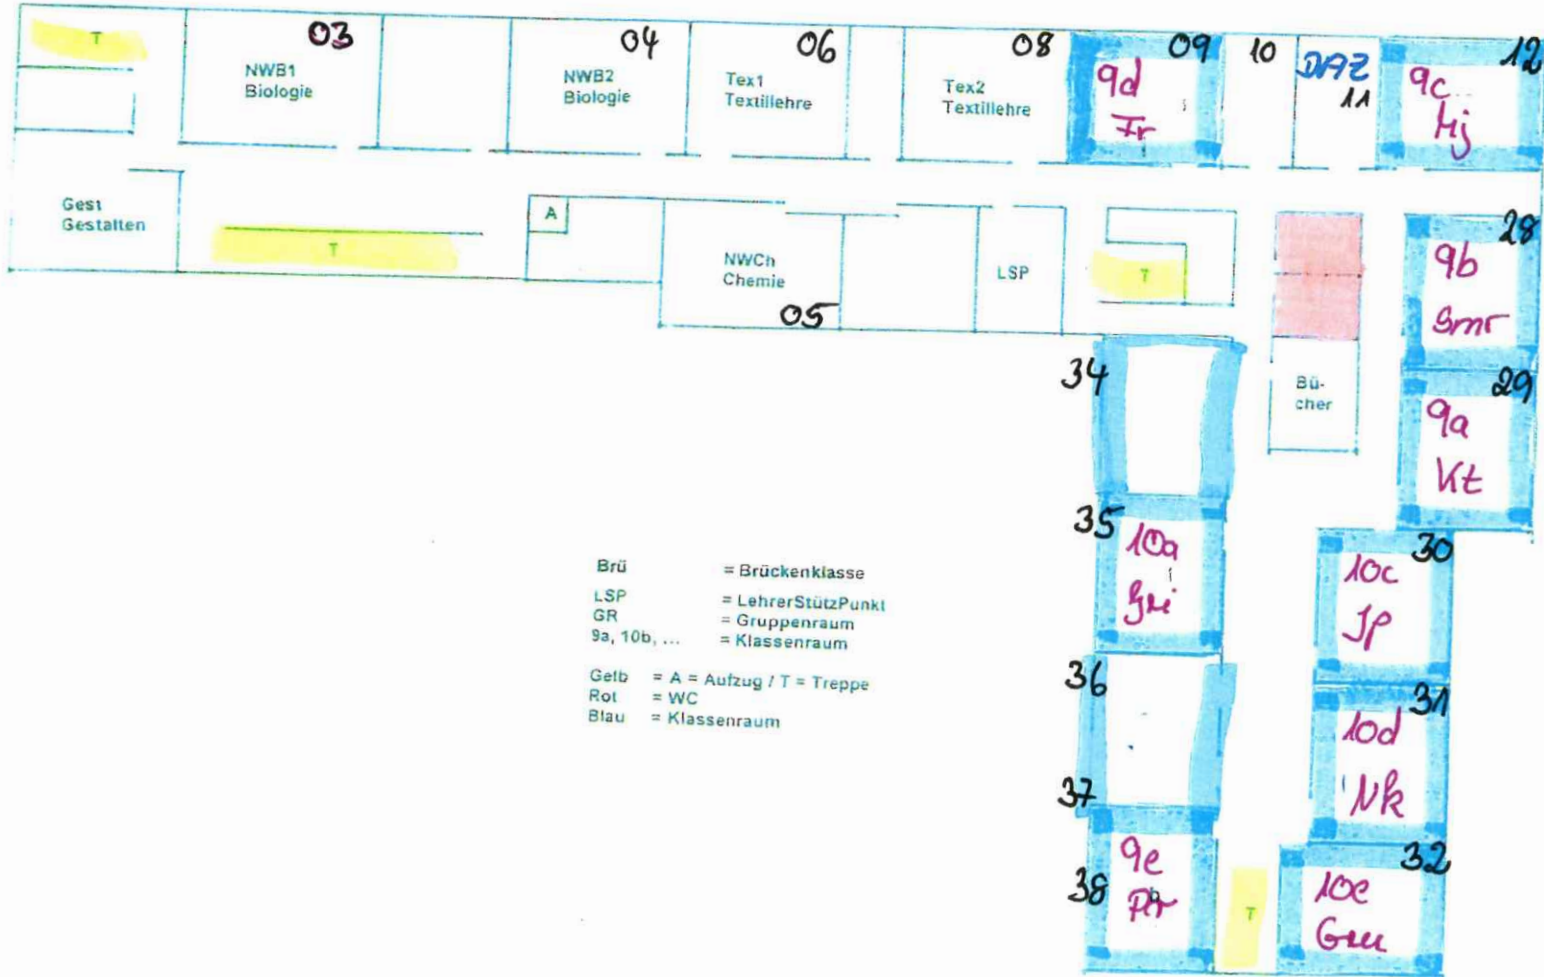 T
03
NWB1
Biologie
04
NWB2
Biologie
06
Tex1
Textillehre
08
Tex2
Textillehre
09
9d
Fr
10
DAZ
11
12
9c
Hj
Gest
Gestalten
T
A
NWCh
Chemie
05
LSP
T
28
9b
Smr
34
Bü-
cher
29
9a
Kt
35
10a
30
10c
Jp
Brü = Brückenklasse
LSP = LehrerStützPunkt
GR = Gruppenraum
9a, 10b, ... = Klassenraum
Gelb = A = Aufzug / T = Treppe
Rot = WC
Blau = Klassenraum
36
31
10d
Nk
37
9e
38
T
32
10e